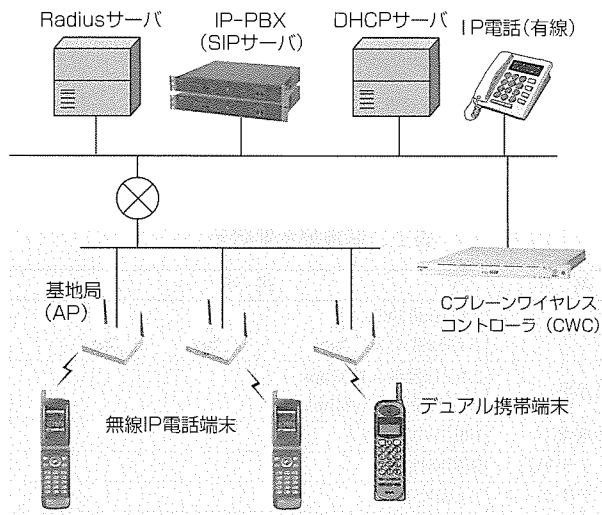 Radiusサーバ
IP-PBX
(SIPサーバ)
DHCPサーバ
IP電話(有線)
基地局
(AP)
Cプレーンワイヤレス
コントローラ (CWC)
無線IP電話端末
デュアル携帯端末